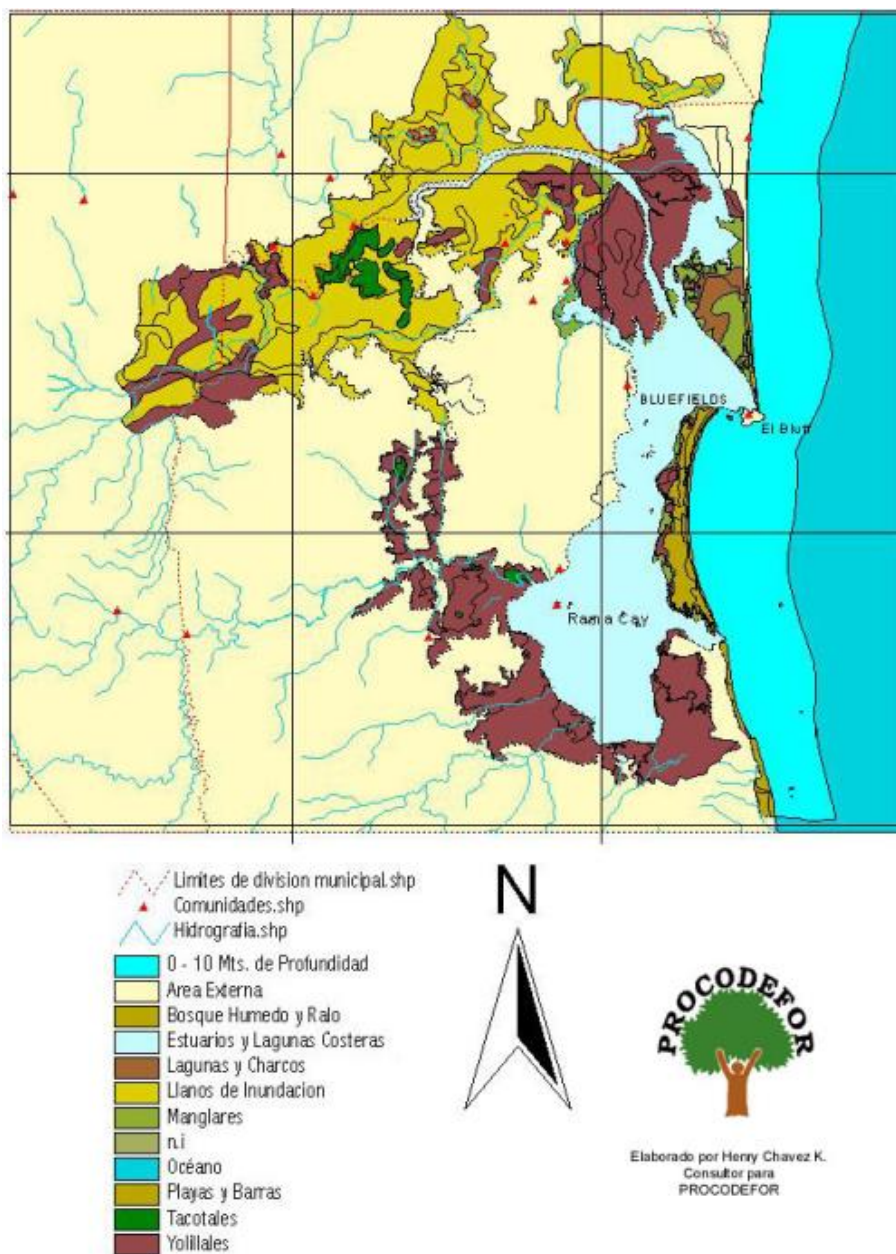 BLUEFIELDS
El Bluff
Rama Cay
Limites de division municipal.shp
Comunidades.shp
Hidrografia.shp
0 - 10 Mts. de Profundidad
Area Externa
Bosque Humedo y Ralo
Estuarios y Lagunas Costeras
Lagunas y Charcos
Llanos de Inundacion
Manglares
n.i
Océano
Playas y Barras
Tacotales
Yolillales
N
PROCODEFOR
Elaborado por Henry Chavez K.
Consultor para
PROCODEFOR